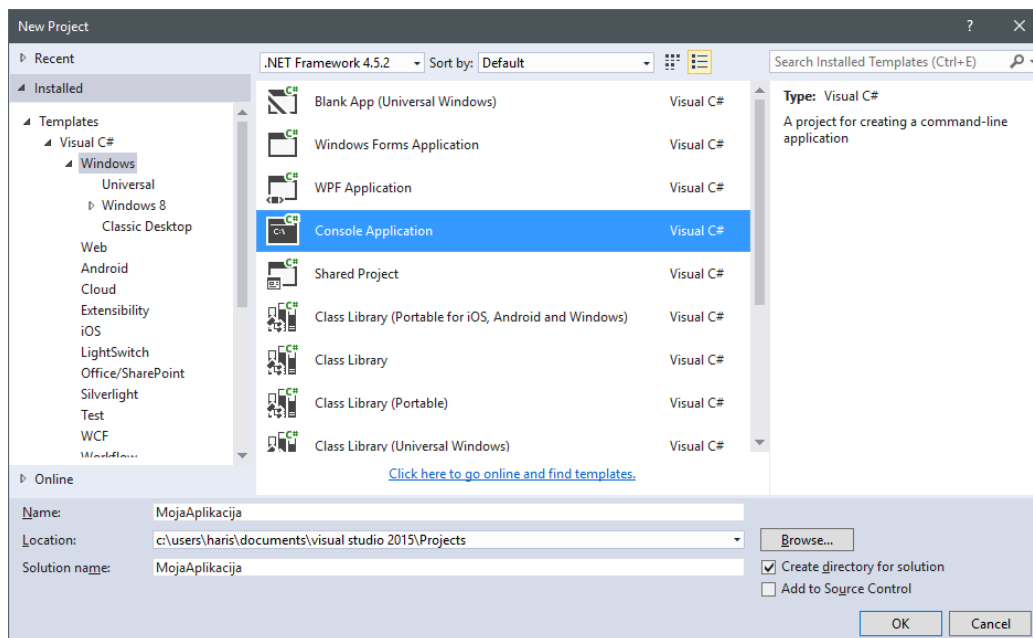 New Project
Recent
.NET Framework 4.5.2 Sort by: Default
Search Installed Templates (Ctrl+E)
Installed
Templates
Visual C#
Windows
Universal
Windows 8
Classic Desktop
Web
Android
Cloud
Extensibility
iOS
LightSwitch
Office/SharePoint
Silverlight
Test
WCF
Workflow
Online
Blank App (Universal Windows) Visual C#
Windows Forms Application Visual C#
WPF Application Visual C#
Console Application Visual C#
Shared Project Visual C#
Class Library (Portable for iOS, Android and Windows) Visual C#
Class Library Visual C#
Class Library (Portable) Visual C#
Class Library (Universal Windows) Visual C#
Click here to go online and find templates.
Type: Visual C#
A project for creating a command-line
application
Name: MojaAplikacija
Location: c:\users\haris\documents\visual studio 2015\Projects Browse...
Solution name: MojaAplikacija
Create directory for solution
Add to Source Control
OK Cancel